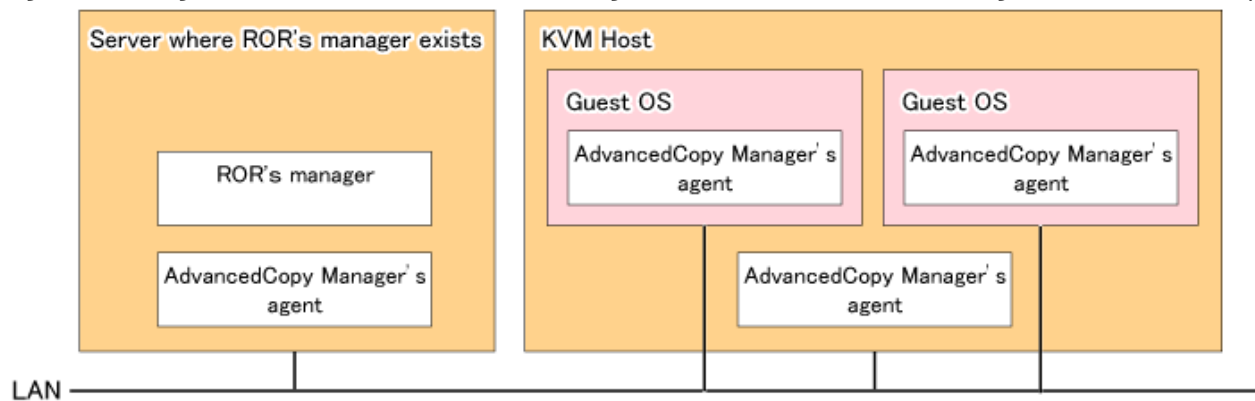 Server where ROR's manager exists
ROR's manager
AdvancedCopy Manager's
agent
KVM Host
Guest OS
AdvancedCopy Manager's
agent
Guest OS
AdvancedCopy Manager's
agent
AdvancedCopy Manager's
agent
LAN